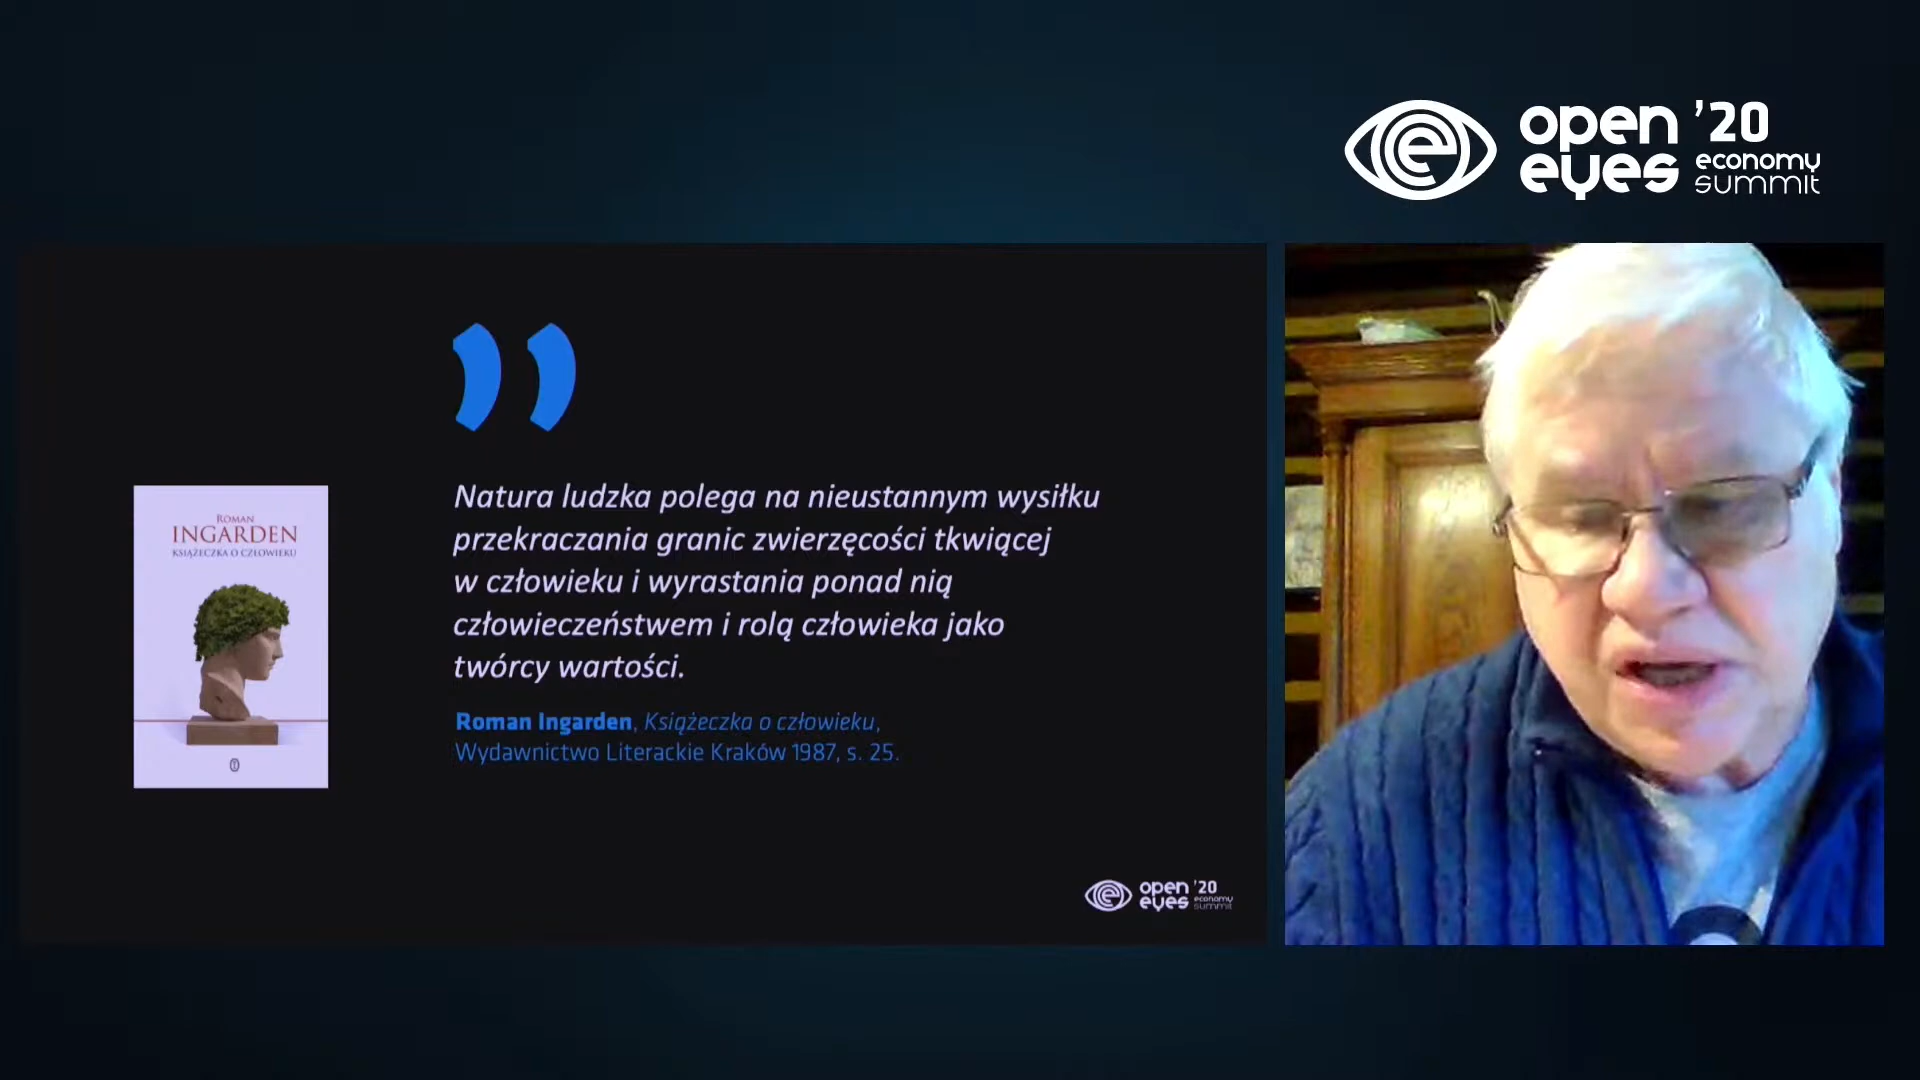 open '20
eyes economy
summit
ROMAN
INGARDEN
KSIĄŻECZKA O CZŁOWIEKU
Natura ludzka polega na nieustannym wysiłku
przekraczania granic zwierzęcości tkwiącej
w człowieku i wyrastania ponad nią
człowieczeństwem i rolą człowieka jako
twórcy wartości.
Roman Ingarden, Książeczka o człowieku,
Wydawnictwo Literackie Kraków 1987, s. 25.
open '20
eyes economy
summit